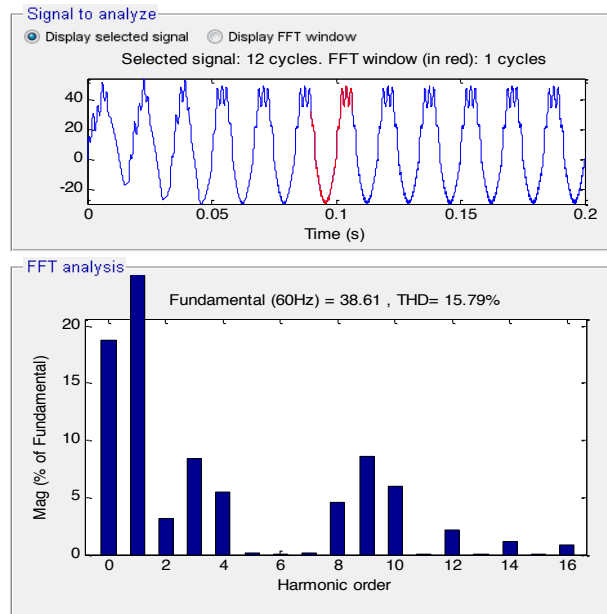 Signal to analyze
Display selected signal Display FFT window
Selected signal: 12 cycles. FFT window (in red): 1 cycles
40
20
0
-20
0 0.05 0.1 0.15 0.2
Time (s)
FFT analysis
Fundamental (60Hz) = 38.61 , THD= 15.79%
20
15
10
5
0
Mag (% of Fundamental)
0 2 4 6 8 10 12 14 16
Harmonic order